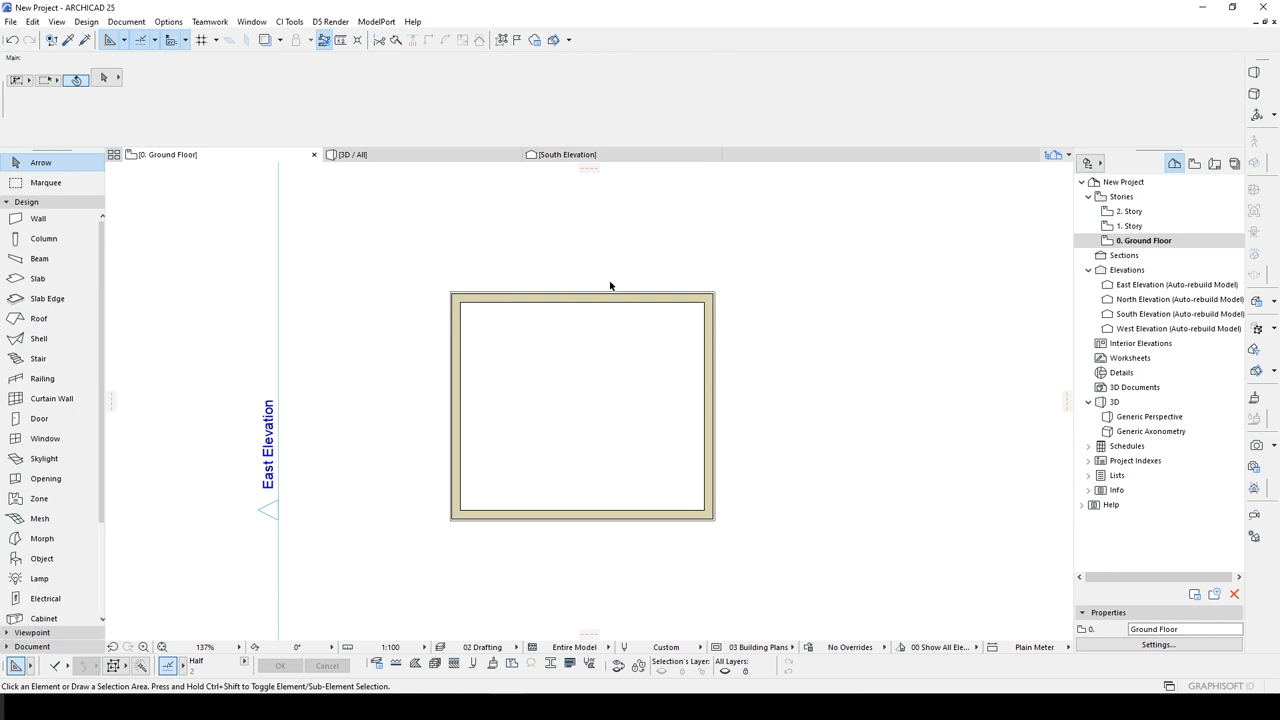 New Project - ARCHICAD 25
File Edit View Design Document Options Teamwork Window CI Tools D5 Render ModelPort Help
Main:
[0. Ground Floor] [3D / All] [South Elevation]
Arrow
Marquee
Design
Wall
Column
Beam
Slab
Slab Edge
Roof
Shell
Stair
Railing
Curtain Wall
Door
Window
Skylight
Opening
Zone
Mesh
Morph
Object
Lamp
Electrical
Cabinet
Viewpoint
Document
East Elevation
New Project
Stories
2. Story
1. Story
0. Ground Floor
Sections
Elevations
East Elevation (Auto-rebuild Model)
North Elevation (Auto-rebuild Model)
South Elevation (Auto-rebuild Model)
West Elevation (Auto-rebuild Model)
Interior Elevations
Worksheets
Details
3D Documents
3D
Generic Perspective
Generic Axonometry
Schedules
Project Indexes
Lists
Info
Help
Properties
0. Ground Floor
Settings...
137% 0° 1:100 02 Drafting Entire Model Custom 03 Building Plans No Overrides 00 Show All Ele... Plain Meter
Half
2
OK Cancel
Selection's Layer: All Layers:
Click an Element or Draw a Selection Area. Press and Hold Ctrl+Shift to Toggle Element/Sub-Element Selection.
GRAPHISOFT ID